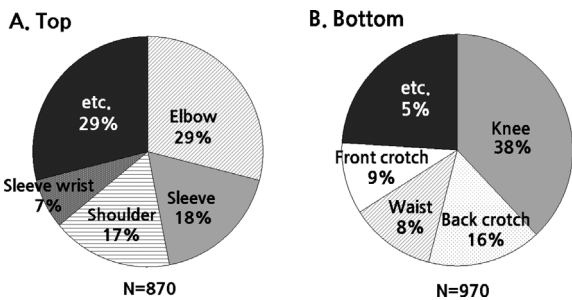 A. Top
etc.
29%
Elbow
29%
Sleeve wrist
7%
Shoulder
17%
Sleeve
18%
N=870
B. Bottom
etc.
5%
Knee
38%
Front crotch
9%
Waist
8%
Back crotch
16%
N=970